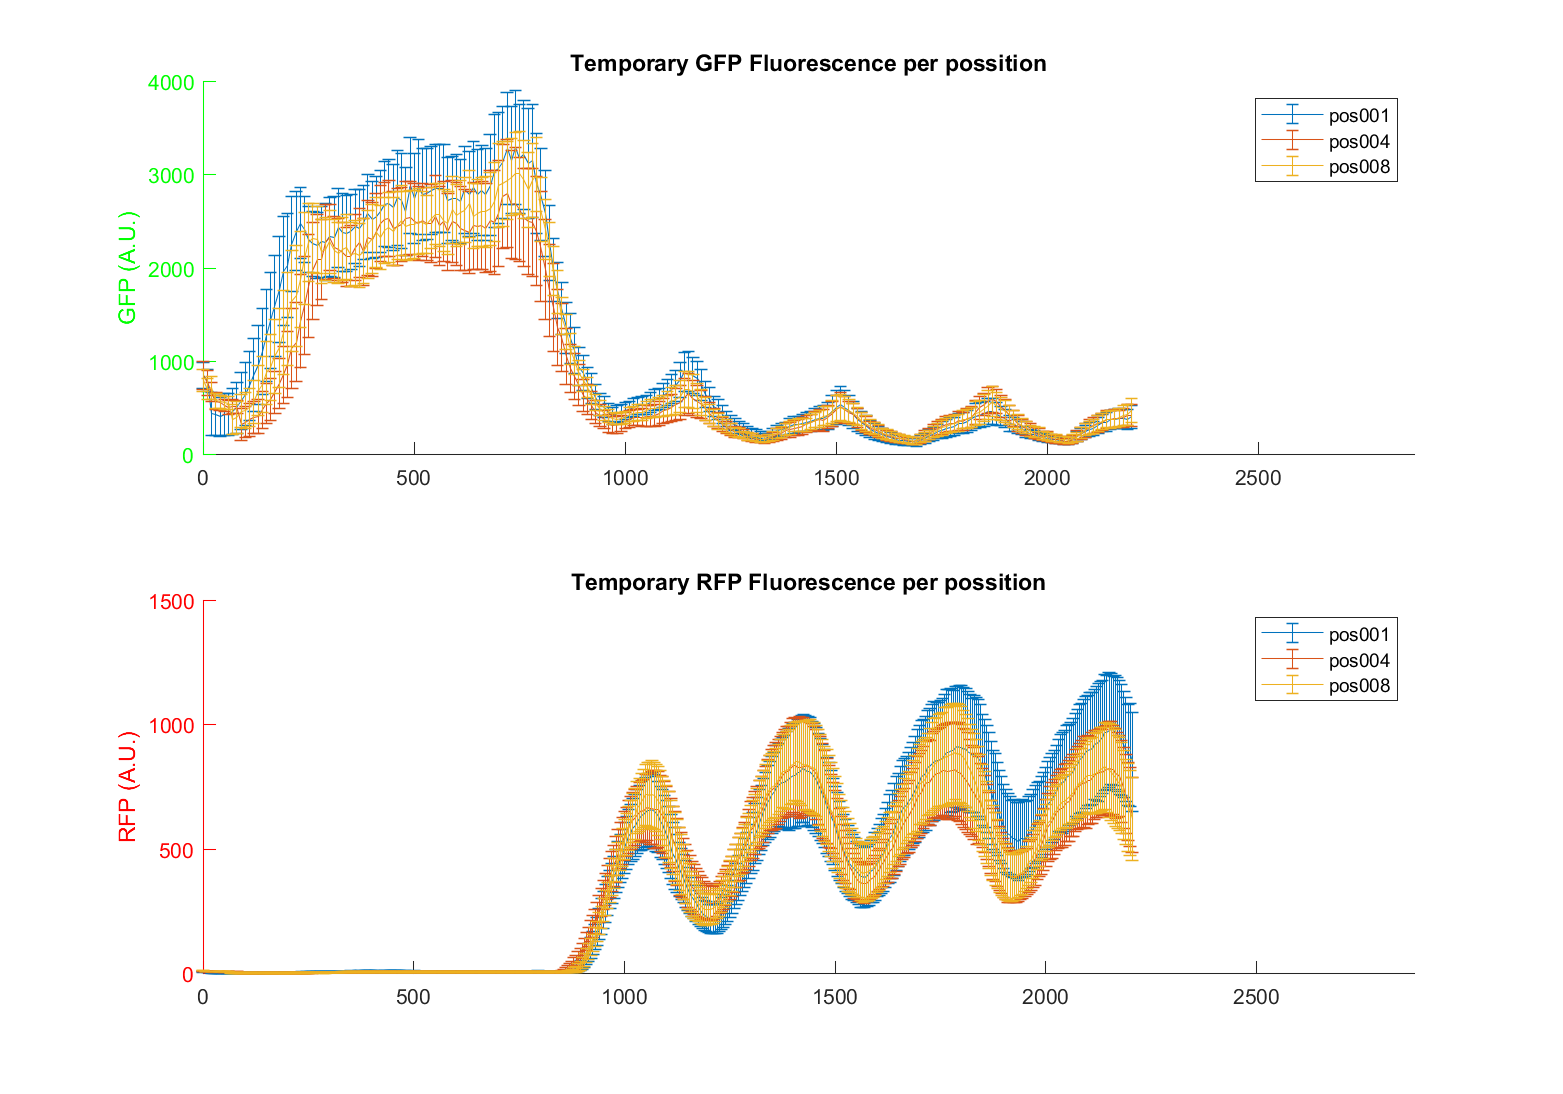 Temporary GFP Fluorescence per possition
4000
3000
2000
1000
0
GFP (A.U.)
pos001
pos004
pos008
0 500 1000 1500 2000 2500
Temporary RFP Fluorescence per possition
1500
1000
500
0
RFP (A.U.)
pos001
pos004
pos008
0 500 1000 1500 2000 2500